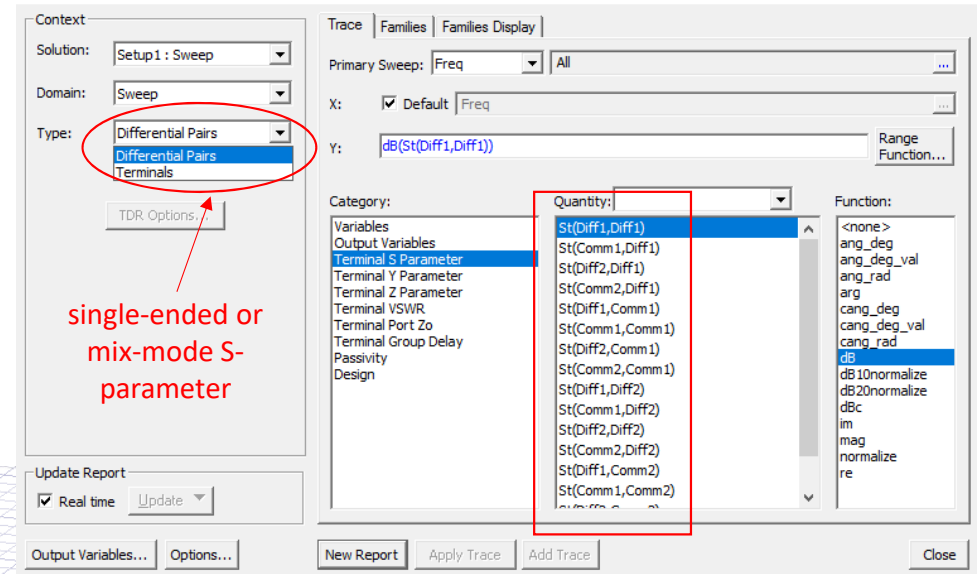 Context
Solution: Setup1 : Sweep
Domain: Sweep
Type: Differential Pairs
Differential Pairs
Terminals
TDR Options...
single-ended or
mix-mode S-
parameter
Update Report
Real time Update
Output Variables... Options...
Trace Families Families Display
Primary Sweep: Freq All ...
X: Default Freq ...
Y: dB(St(Diff1,Diff1)) Range
Function...
Category:
Variables
Output Variables
Terminal S Parameter
Terminal Y Parameter
Terminal Z Parameter
Terminal VSWR
Terminal Port Zo
Terminal Group Delay
Passivity
Design
Quantity:
St(Diff1,Diff1)
St(Comm1,Diff1)
St(Diff2,Diff1)
St(Comm2,Diff1)
St(Diff1,Comm1)
St(Comm1,Comm1)
St(Diff2,Comm1)
St(Comm2,Comm1)
St(Diff1,Diff2)
St(Comm1,Diff2)
St(Diff2,Diff2)
St(Comm2,Diff2)
St(Diff1,Comm2)
St(Comm1,Comm2)
Function:
<none>
ang_deg
ang_deg_val
ang_rad
arg
cang_deg
cang_deg_val
cang_rad
dB
dB10normalize
dB20normalize
dBc
im
mag
normalize
re
New Report Apply Trace Add Trace Close